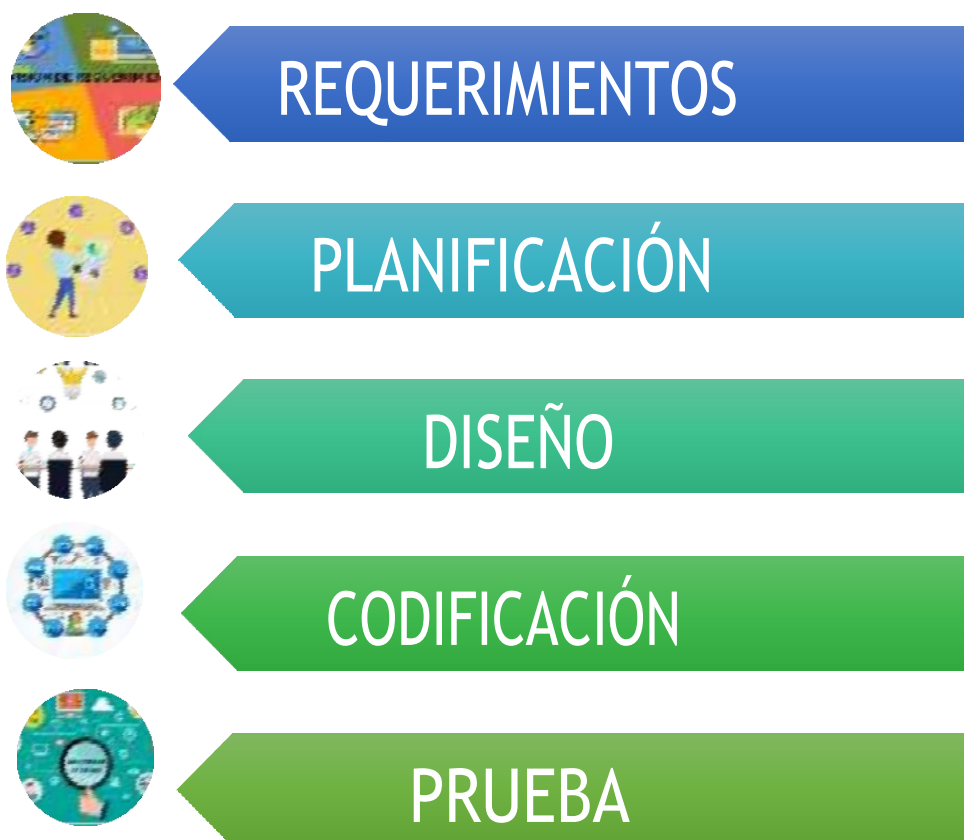 REQUERIMIENTOS
PLANIFICACIÓN
DISEÑO
CODIFICACIÓN
PRUEBA